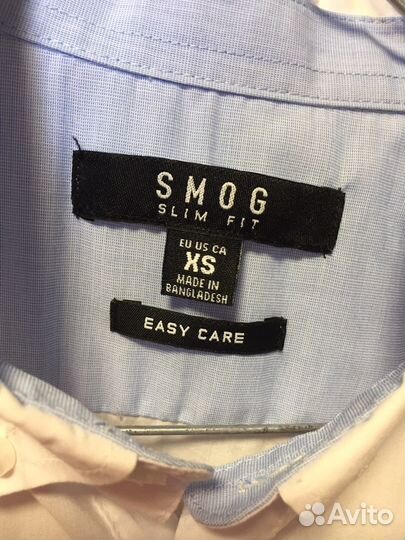 SMOG
SLIM FIT
EU US CA
XS
MADE IN
BANGLADESH
EASY CARE
Avito